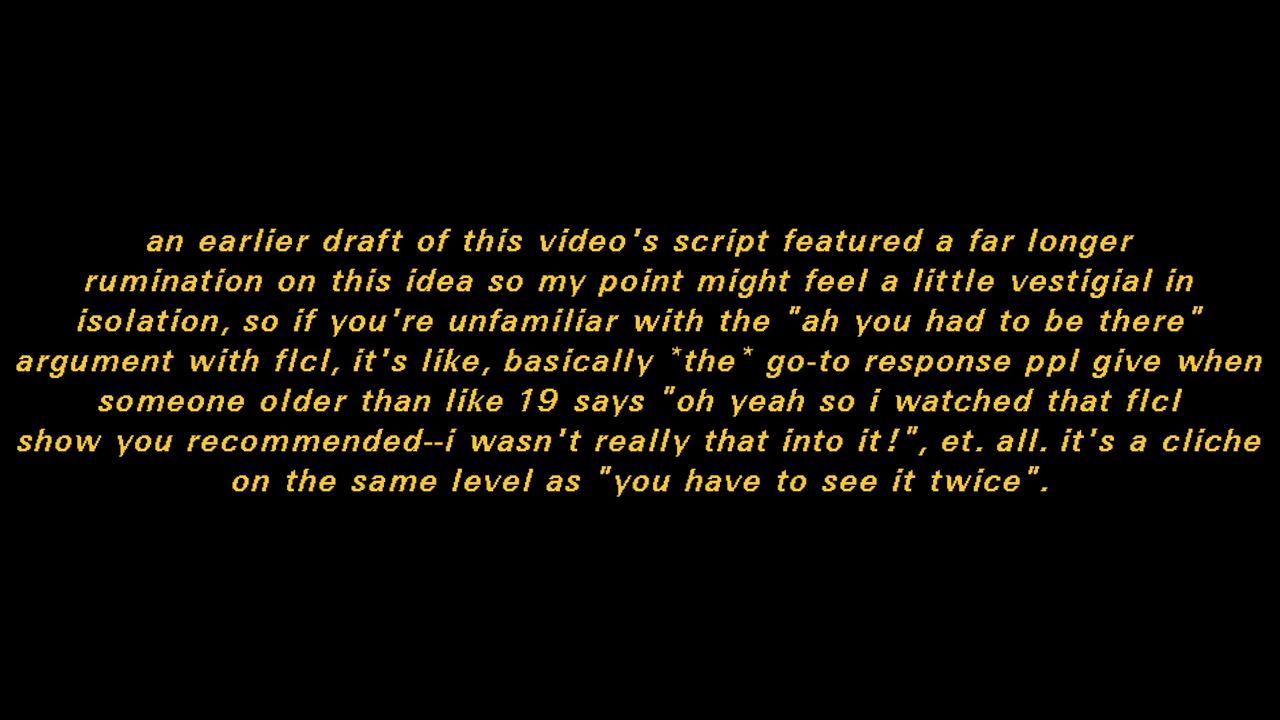 an earlier draft of this video's script featured a far longer
rumination on this idea so my point might feel a little vestigial in
isolation, so if you're unfamiliar with the "ah you had to be there"
argument with flcl, it's like, basically *the* go-to response ppl give when
someone older than like 19 says "oh yeah so i watched that flcl
show you recommended--i wasn't really that into it!", et. all. it's a cliche
on the same level as "you have to see it twice".